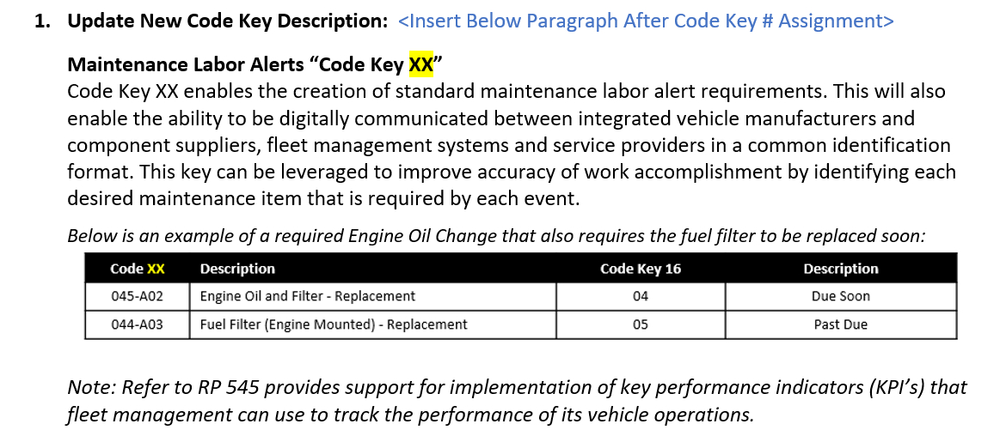 1. Update New Code Key Description: <Insert Below Paragraph After Code Key # Assignment>
Maintenance Labor Alerts “Code Key XX”
Code Key XX enables the creation of standard maintenance labor alert requirements. This will also
enable the ability to be digitally communicated between integrated vehicle manufacturers and
component suppliers, fleet management systems and service providers in a common identification
format. This key can be leveraged to improve accuracy of work accomplishment by identifying each
desired maintenance item that is required by each event.
Below is an example of a required Engine Oil Change that also requires the fuel filter to be replaced soon:
Code XX Description Code Key 16 Description
045-A02 Engine Oil and Filter - Replacement 04 Due Soon
044-A03 Fuel Filter (Engine Mounted) - Replacement 05 Past Due
Note: Refer to RP 545 provides support for implementation of key performance indicators (KPI’s) that
fleet management can use to track the performance of its vehicle operations.